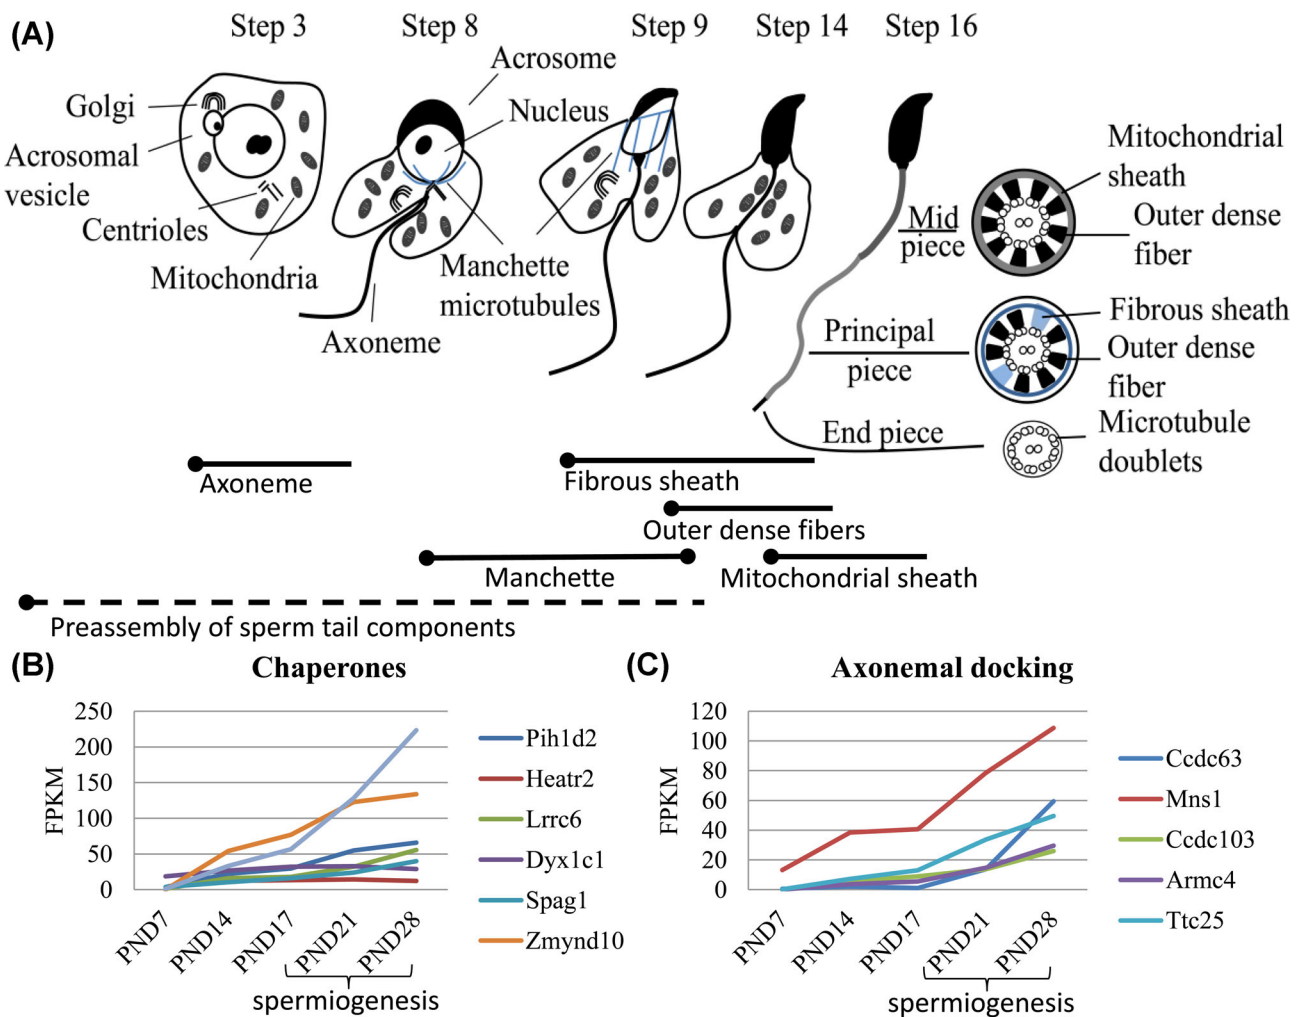 (A)
Step 3
Step 8
Step 9
Step 14
Step 16
Acrosome
Nucleus
Golgi
Acrosomal
vesicle
Centrioles
Mitochondria
Manchette
microtubules
Axoneme
Mid
piece
Principal
piece
End piece
Mitochondrial
sheath
Outer dense
fiber
Fibrous sheath
Outer dense
fiber
Microtubule
doublets
Axoneme
Fibrous sheath
Outer dense fibers
Manchette
Mitochondrial sheath
Preassembly of sperm tail components
(B)
Chaperones
FPKM
250
200
150
100
50
0
PND7
PND14
PND17
PND21
PND28
spermiogenesis
Pih1d2
Heatr2
Lrrc6
Dyx1c1
Spag1
Zmynd10
(C)
Axonemal docking
FPKM
120
100
80
60
40
20
0
PND7
PND14
PND17
PND21
PND28
spermiogenesis
Ccdc63
Mns1
Ccdc103
Armc4
Ttc25